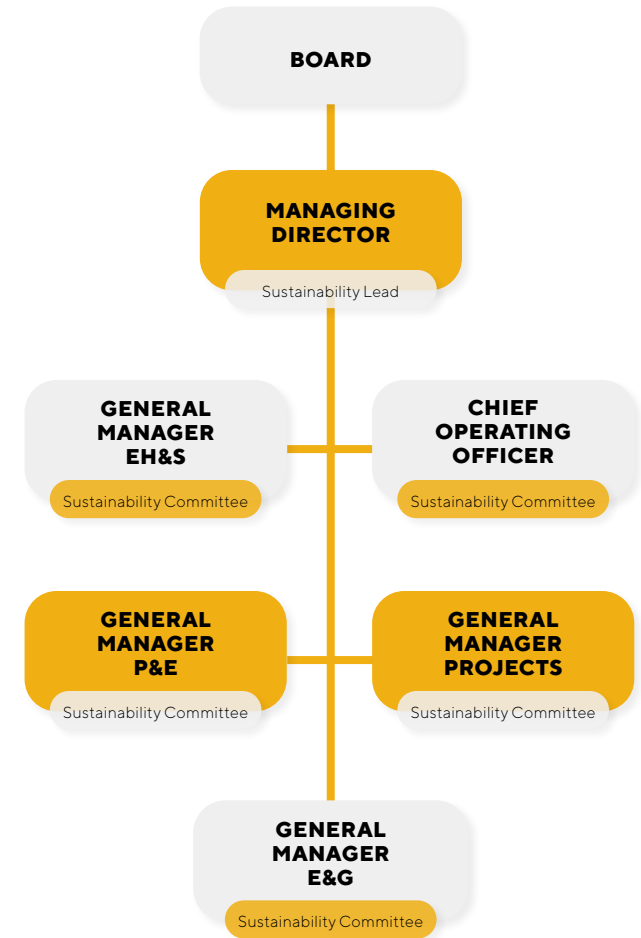 BOARD
MANAGING
DIRECTOR
Sustainability Lead
GENERAL
MANAGER
EH&S
Sustainability Committee
CHIEF
OPERATING
OFFICER
Sustainability Committee
GENERAL
MANAGER
P&E
Sustainability Committee
GENERAL
MANAGER
PROJECTS
Sustainability Committee
GENERAL
MANAGER
E&G
Sustainability Committee